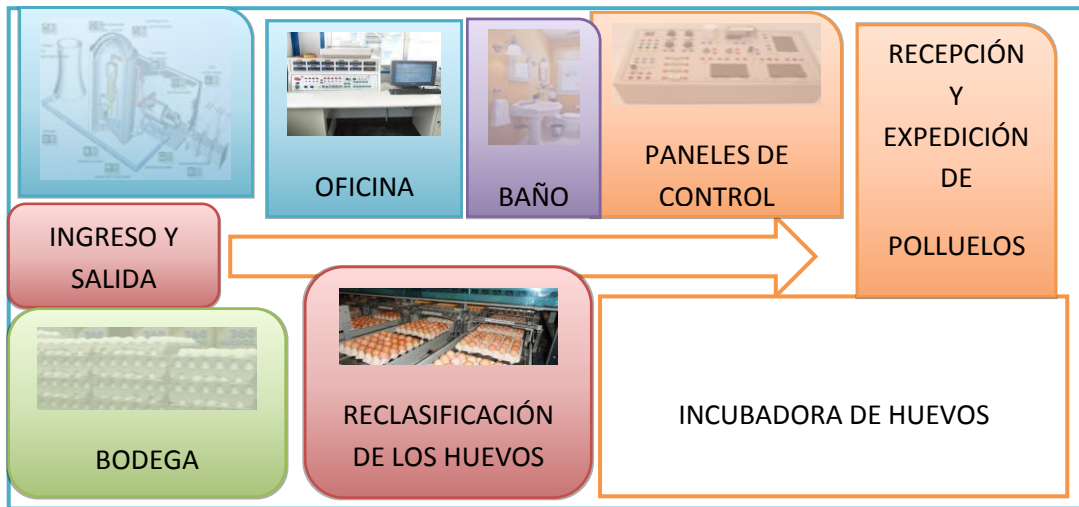 OFICINA
BAÑO
PANELES DE
CONTROL
RECEPCIÓN
Y
EXPEDICIÓN
DE
POLLUELOS
INGRESO Y
SALIDA
BODEGA
RECLASIFICACIÓN
DE LOS HUEVOS
INCUBADORA DE HUEVOS